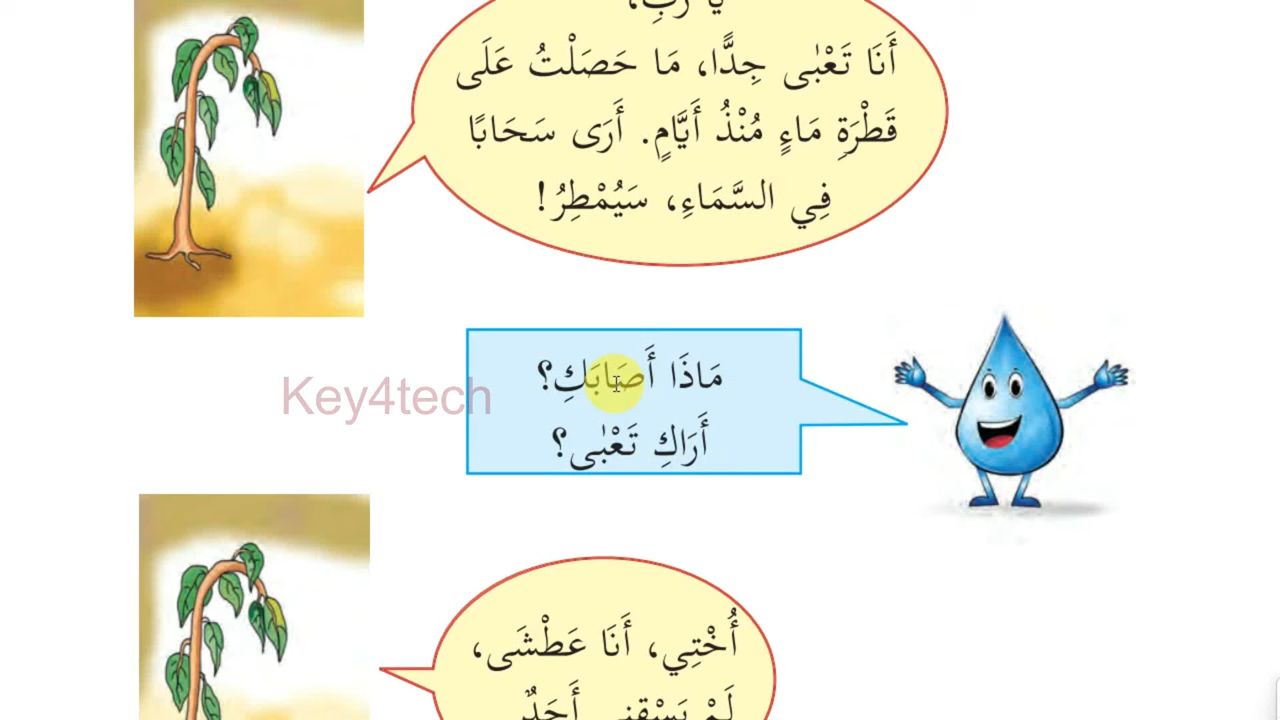 يَا رَبِّ،
أَنَا تَعْبٰى جِدًّا، مَا حَصَلْتُ عَلَى
قَطْرَةِ مَاءٍ مُنْذُ أَيَّامٍ. أَرَى سَحَابًا
فِي السَّمَاءِ، سَيُمْطِرُ!
مَاذَا أَصَابَكِ؟
أَرَاكِ تَعْبٰى؟
Key4tech
أُخْتِي، أَنَا عَطْشَى،
لَمْ يَسْقِنِي أَحَدٌ